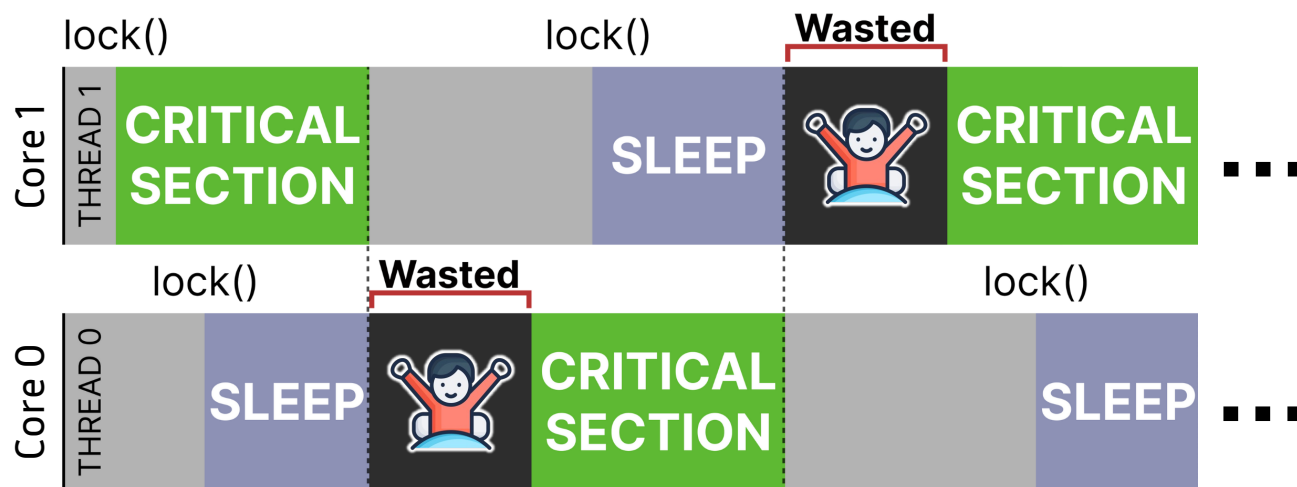 lock()
lock()
Wasted
Core 1
THREAD 1
CRITICAL
SECTION
SLEEP
CRITICAL
SECTION
...
lock()
Wasted
lock()
Core 0
THREAD 0
SLEEP
CRITICAL
SECTION
SLEEP
...